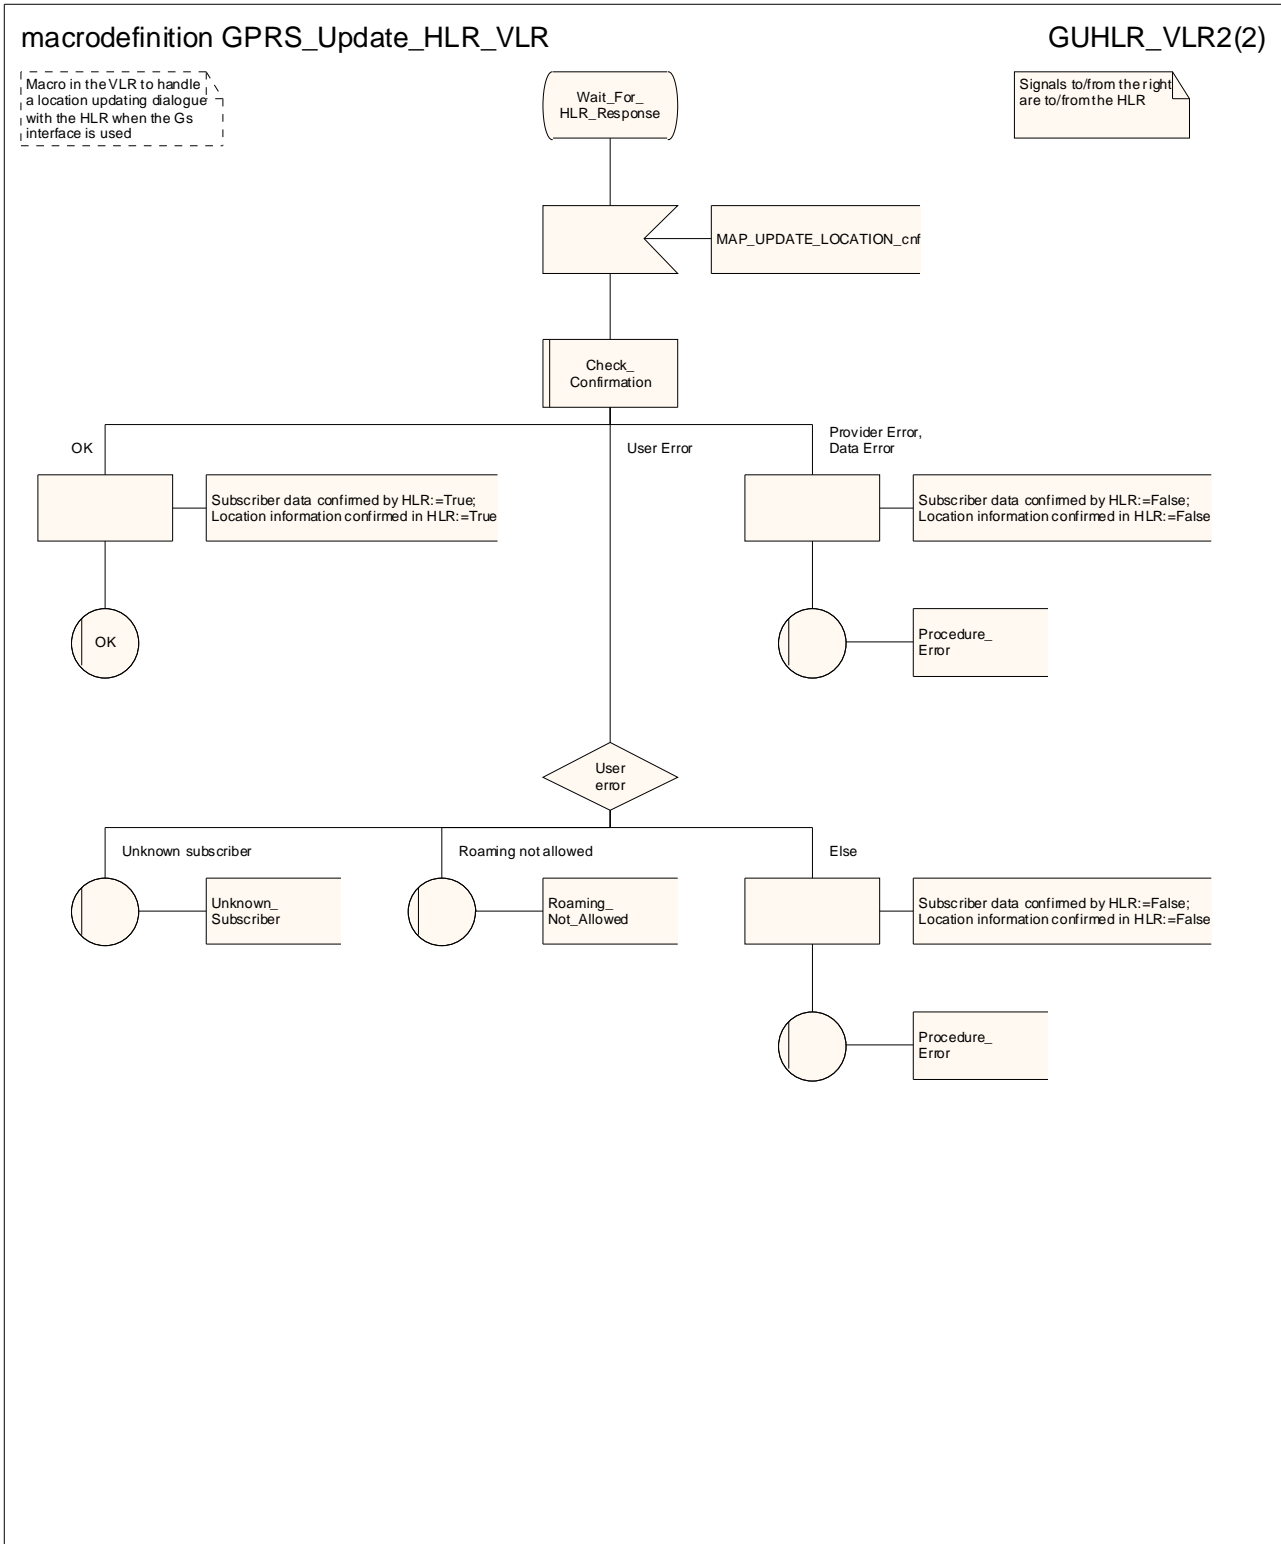 macrodefinition GPRS_Update_HLR_VLR
GUHLR_VLR2(2)
Macro in the VLR to handle
a location updating dialogue
with the HLR when the Gs
interface is used
Wait_For_
HLR_Response
Signals to/from the right
are to/from the HLR
MAP_UPDATE_LOCATION_cnf
Check_
Confirmation
OK
User Error
Provider Error,
Data Error
Subscriber data confirmed by HLR:=True;
Location information confirmed in HLR:=True
Subscriber data confirmed by HLR:=False;
Location information confirmed in HLR:=False
OK
Procedure_
Error
User
error
Unknown subscriber
Roaming not allowed
Else
Unknown_
Subscriber
Roaming_
Not_Allowed
Subscriber data confirmed by HLR:=False;
Location information confirmed in HLR:=False
Procedure_
Error